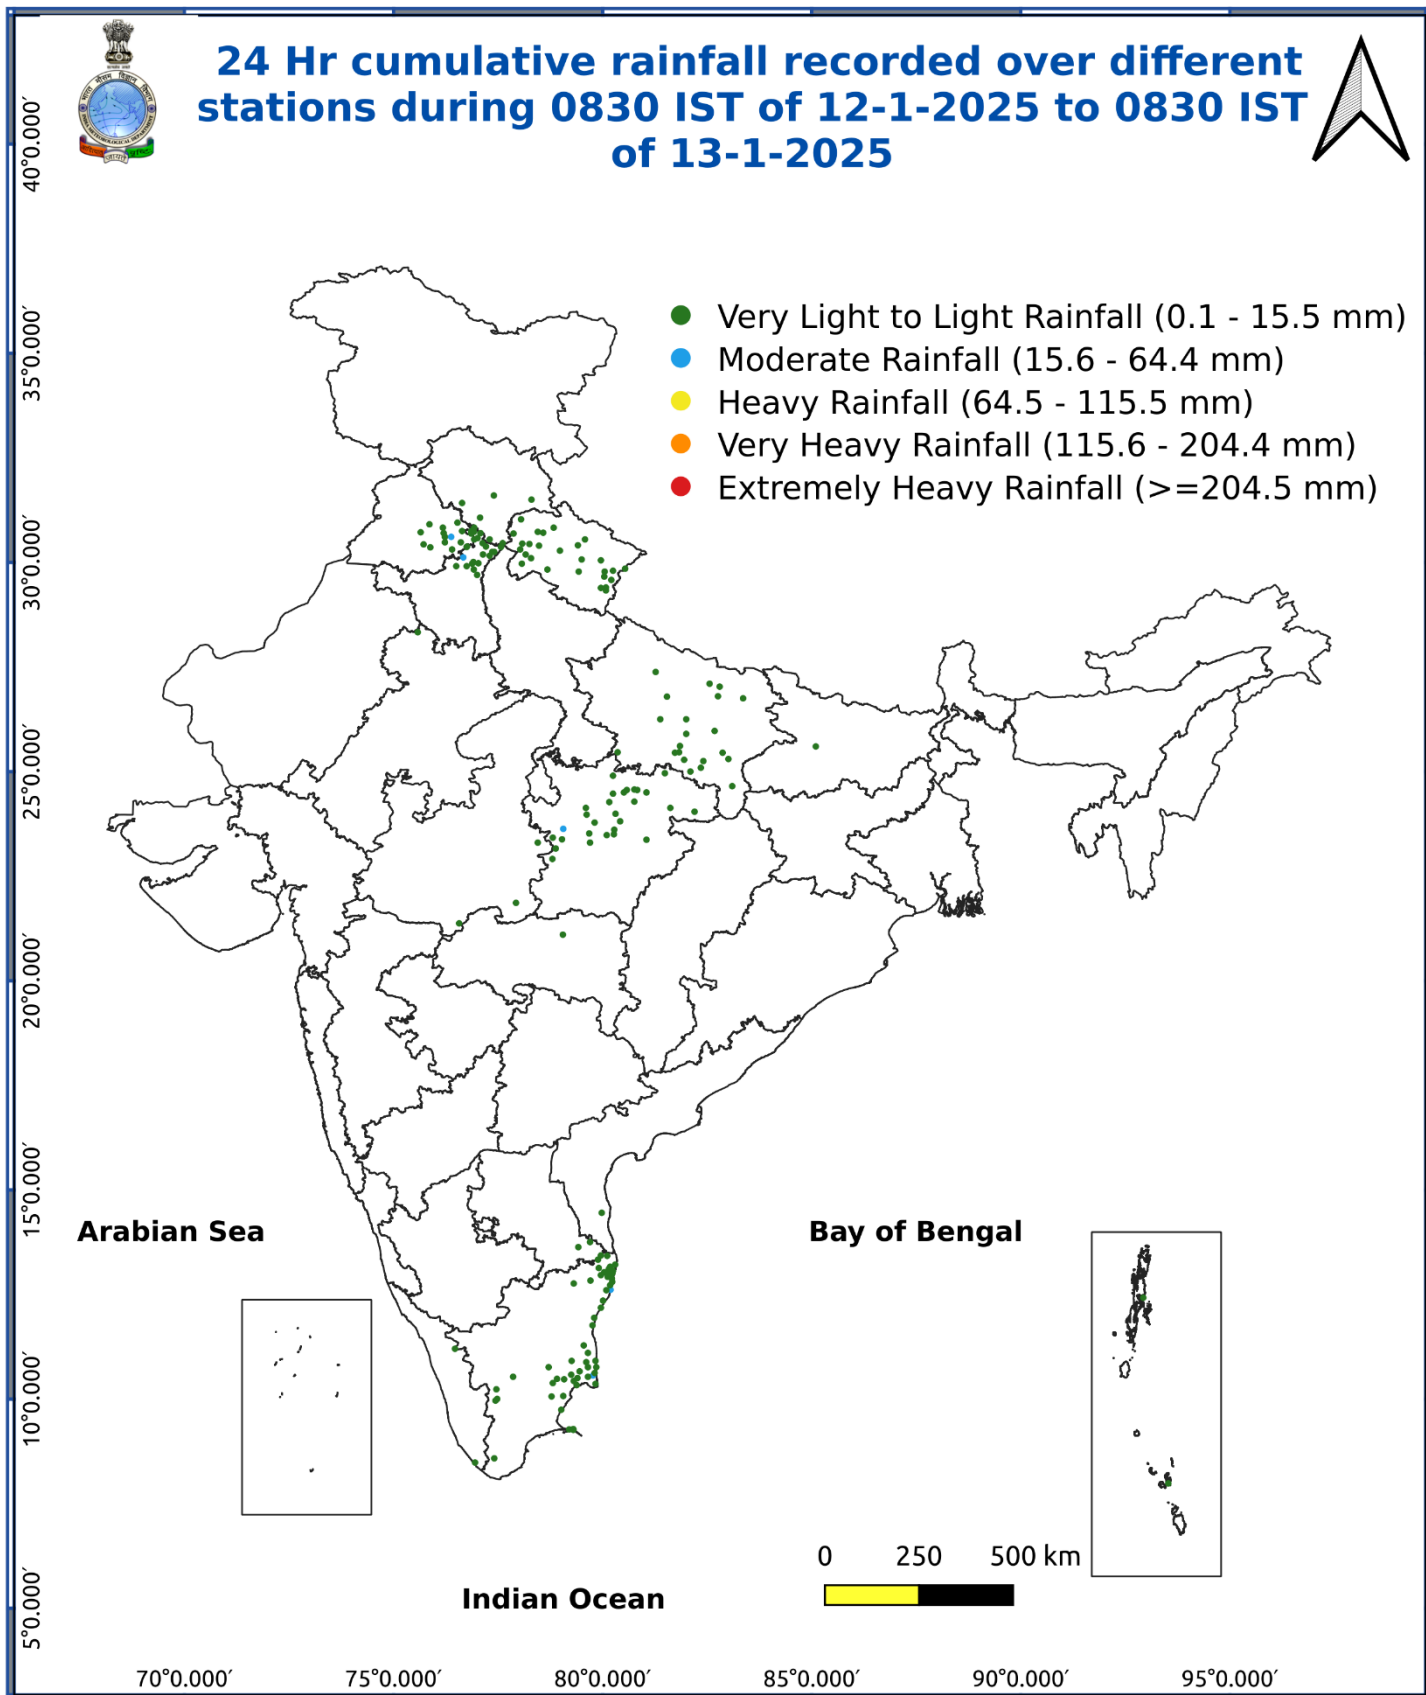 24 Hr cumulative rainfall recorded over different
stations during 0830 IST of 12-1-2025 to 0830 IST
of 13-1-2025
Very Light to Light Rainfall (0.1 - 15.5 mm)
Moderate Rainfall (15.6 - 64.4 mm)
Heavy Rainfall (64.5 - 115.5 mm)
Very Heavy Rainfall (115.6 - 204.4 mm)
Extremely Heavy Rainfall (>=204.5 mm)
40°0.000′
35°0.000′
30°0.000′
25°0.000′
20°0.000′
15°0.000′
10°0.000′
5°0.000′
Arabian Sea
Bay of Bengal
Indian Ocean
0 250 500 km
70°0.000′ 75°0.000′ 80°0.000′ 85°0.000′ 90°0.000′ 95°0.000′